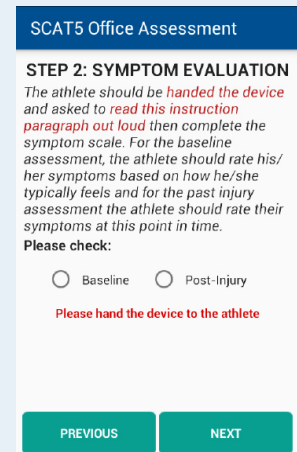 SCAT5 Office Assessment
STEP 2: SYMPTOM EVALUATION
The athlete should be handed the device
and asked to read this instruction
paragraph out loud then complete the
symptom scale. For the baseline
assessment, the athlete should rate his/
her symptoms based on how he/she
typically feels and for the past injury
assessment the athlete should rate their
symptoms at this point in time.
Please check:
Baseline Post-Injury
Please hand the device to the athlete
PREVIOUS NEXT